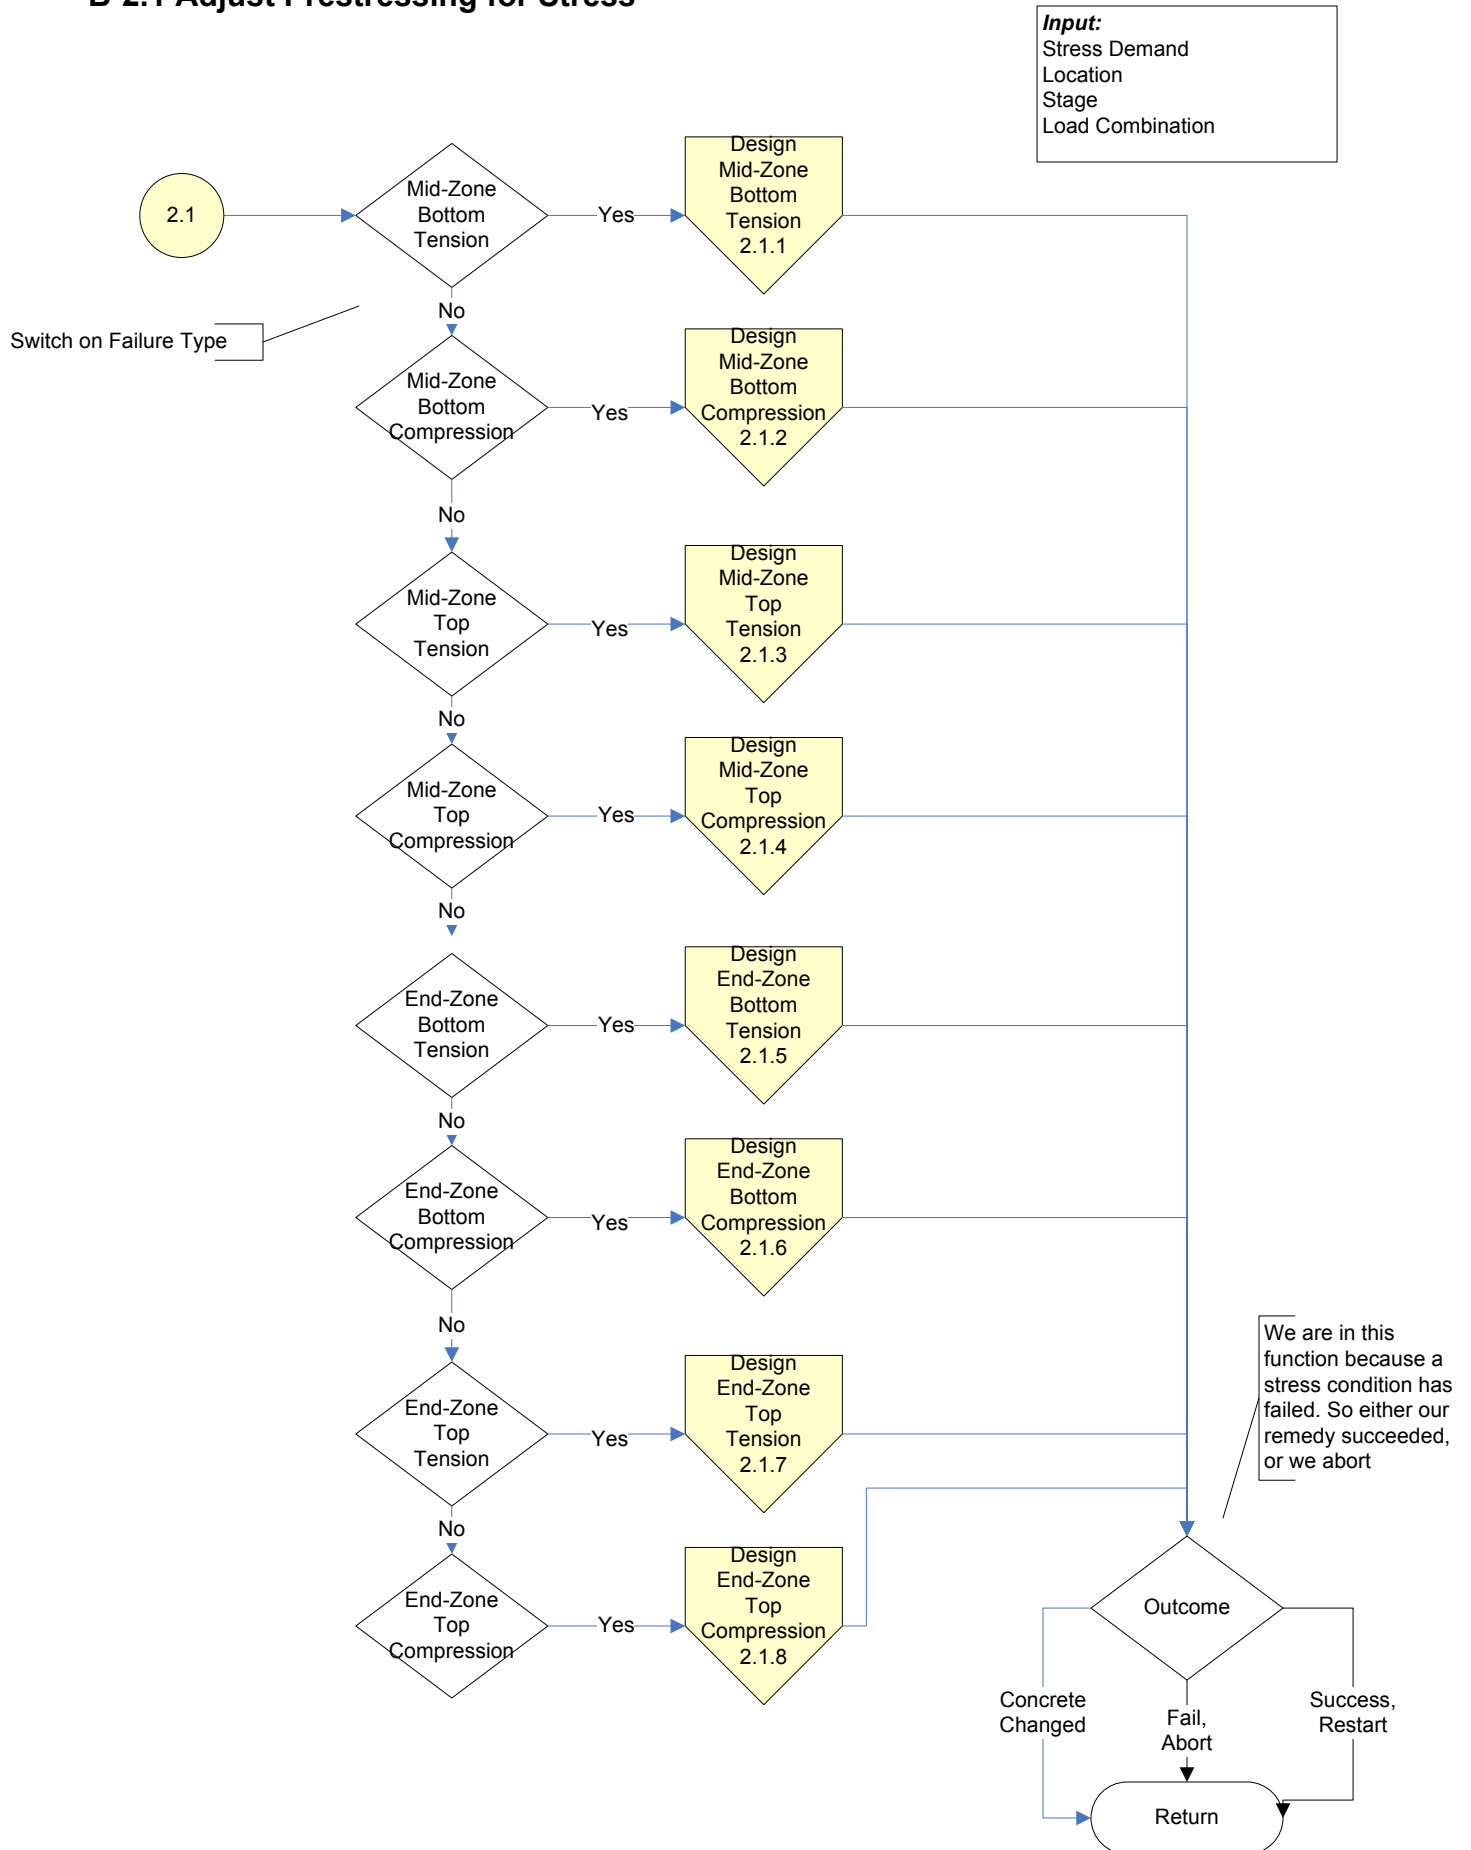 B-2.1 Adjust Prestressing for Stress
Input:
Stress Demand
Location
Stage
Load Combination
2.1
Mid-Zone
Bottom
Tension
Yes
Design
Mid-Zone
Bottom
Tension
2.1.1
No
Switch on Failure Type
Mid-Zone
Bottom
Compression
Yes
Design
Mid-Zone
Bottom
Compression
2.1.2
No
Mid-Zone
Top
Tension
Yes
Design
Mid-Zone
Top
Tension
2.1.3
No
Mid-Zone
Top
Compression
Yes
Design
Mid-Zone
Top
Compression
2.1.4
No
End-Zone
Bottom
Tension
Yes
Design
End-Zone
Bottom
Tension
2.1.5
No
End-Zone
Bottom
Compression
Yes
Design
End-Zone
Bottom
Compression
2.1.6
No
End-Zone
Top
Tension
Yes
Design
End-Zone
Top
Tension
2.1.7
No
End-Zone
Top
Compression
Yes
Design
End-Zone
Top
Compression
2.1.8
We are in this
function because a
stress condition has
failed. So either our
remedy succeeded,
or we abort
Outcome
Concrete
Changed
Fail,
Abort
Success,
Restart
Return